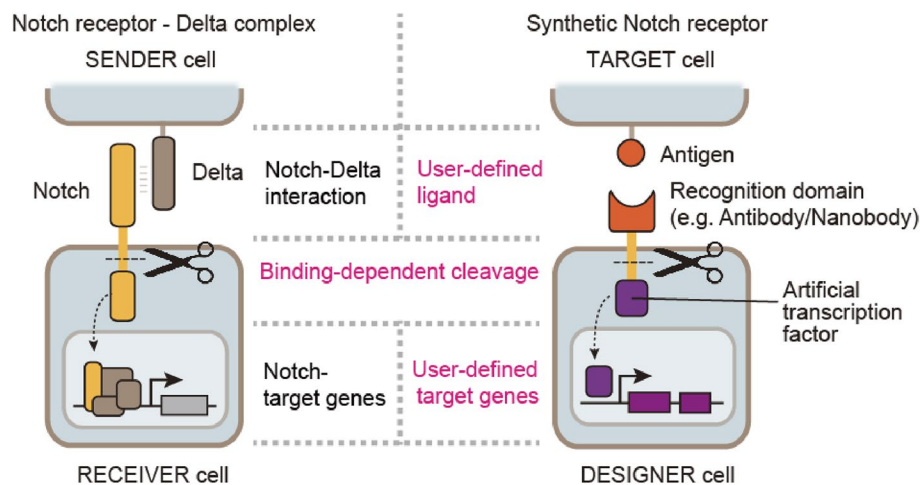 Notch receptor - Delta complex
SENDER cell
Synthetic Notch receptor
TARGET cell
Notch
Delta
Notch-Delta
interaction
User-defined
ligand
Antigen
Recognition domain
(e.g. Antibody/Nanobody)
Binding-dependent cleavage
Artificial
transcription
factor
Notch-
target genes
User-defined
target genes
RECEIVER cell
DESIGNER cell